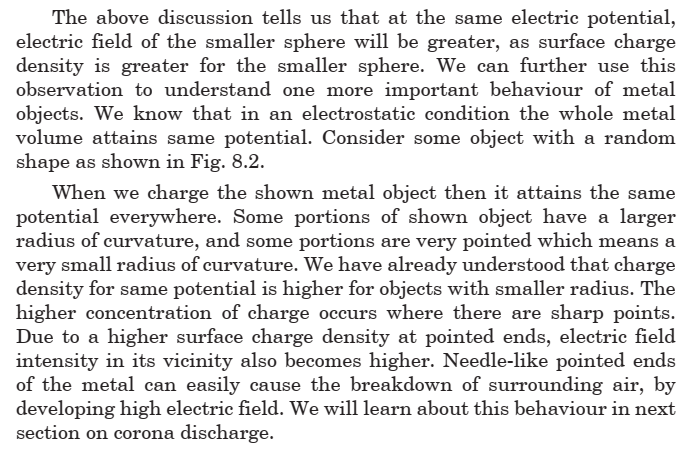 The above discussion tells us that at the same electric potential,
electric field of the smaller sphere will be greater, as surface charge
density is greater for the smaller sphere. We can further use this
observation to understand one more important behaviour of metal
objects. We know that in an electrostatic condition the whole metal
volume attains same potential. Consider some object with a random
shape as shown in Fig. 8.2.
When we charge the shown metal object then it attains the same
potential everywhere. Some portions of shown object have a larger
radius of curvature, and some portions are very pointed which means a
very small radius of curvature. We have already understood that charge
density for same potential is higher for objects with smaller radius. The
higher concentration of charge occurs where there are sharp points.
Due to a higher surface charge density at pointed ends, electric field
intensity in its vicinity also becomes higher. Needle-like pointed ends
of the metal can easily cause the breakdown of surrounding air, by
developing high electric field. We will learn about this behaviour in next
section on corona discharge.